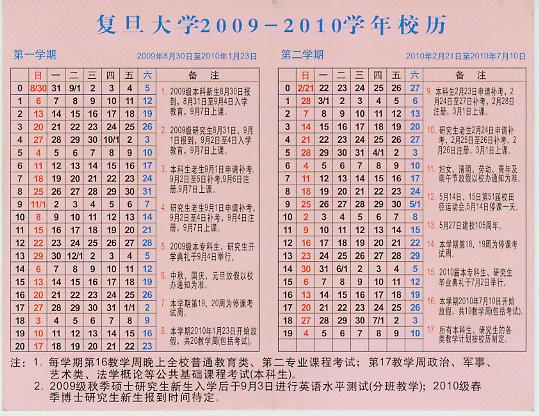 复旦大学2009-2010学年校历
第一学期 2009年8月30日至2010年1月23日
日 一 二 三 四 五 六 备 注
0 8/30 31 9/1 2 3 4 5
1 6 7 8 9 10 11 12
2 13 14 15 16 17 18 19
3 20 21 22 23 24 25 26
4 27 28 29 30 10/1 2 3
5 4 5 6 7 8 9 10
6 11 12 13 14 15 16 17
7 18 19 20 21 22 23 24
8 25 26 27 28 29 30 31
9 11/1 2 3 4 5 6 7
10 8 9 10 11 12 13 14
11 15 16 17 18 19 20 21
12 22 23 24 25 26 27 28
13 29 30 12/1 2 3 4 5
14 6 7 8 9 10 11 12
15 13 14 15 16 17 18 19
16 20 21 22 23 24 25 26
17 27 28 29 30 31 1/1 2
18 3 4 5 6 7 8 9
19 10 11 12 13 14 15 16
20 17 18 19 20 21 22 23
1. 2009级本科新生8月30日报
到，8月31日至9月4日入学
教育，9月7日上课。
2. 2009级研究生8月31日、9月
1日报到，9月2日至4日入学
教育，9月7日上课。
3. 本科生老生9月1日申请补考，
9月2日至5日补考，9月6日注
册，9月7日上课。
4. 研究生老生9月1日申请补考，
9月2日至4日补考，9月4日注
册，9月7日上课。
5. 2009级本专科生、研究生开
学典礼于9月4日举行。
6. 中秋、国庆、元旦放假以校
办通知为准。
7. 本学期第19、20周为停课考
试周。
8. 本学期2010年1月23日开始放
假。共20教学周(包括考试)。
第二学期 2010年2月21日至2010年7月10日
日 一 二 三 四 五 六 备 注
0 2/21 22 23 24 25 26 27
1 28 3/1 2 3 4 5 6
2 7 8 9 10 11 12 13
3 14 15 16 17 18 19 20
4 21 22 23 24 25 26 27
5 28 29 30 31 4/1 2 3
6 4 5 6 7 8 9 10
7 11 12 13 14 15 16 17
8 18 19 20 21 22 23 24
9 25 26 27 28 29 30 5/1
10 2 3 4 5 6 7 8
11 9 10 11 12 13 14 15
12 16 17 18 19 20 21 22
13 23 24 25 26 27 28 29
14 30 31 6/1 2 3 4 5
15 6 7 8 9 10 11 12
16 13 14 15 16 17 18 19
17 20 21 22 23 24 25 26
18 27 28 29 30 7/1 2 3
19 4 5 6 7 8 9 10
9. 本科生2月23日申请补考，2
月24日至27日补考，2月28日
注册，3月1日上课。
10. 研究生老生2月24日申请补
考，2月25日至26日补考，2
月26日注册，3月1日上课。
11. 妇女、清明、劳动、青年及
端午节放假以校办通知为准。
12. 5月14日、15日第51届校田
径运动会，5月14日停课一天。
13. 5月27日建校105周年。
14. 本学期第18、19周为停课考
试周。
15. 2010届本专科生、研究生
毕业典礼于7月2日举行。
16. 本学期2010年7月10日开始
放假。共19教学周(包括考试)。
17. 所有本科生、研究生的各
类教学计划按校历制定。
注：1. 每学期第16教学周晚上全校普通教育类、第二专业课程考试；第17教学周政治、军事、
艺术类、法学概论等公共基础课程考试(本科生)。
2. 2009级秋季硕士研究生新生入学后于9月3日进行英语水平测试(分班教学)；2010级春
季博士研究生新生报到时间待定。